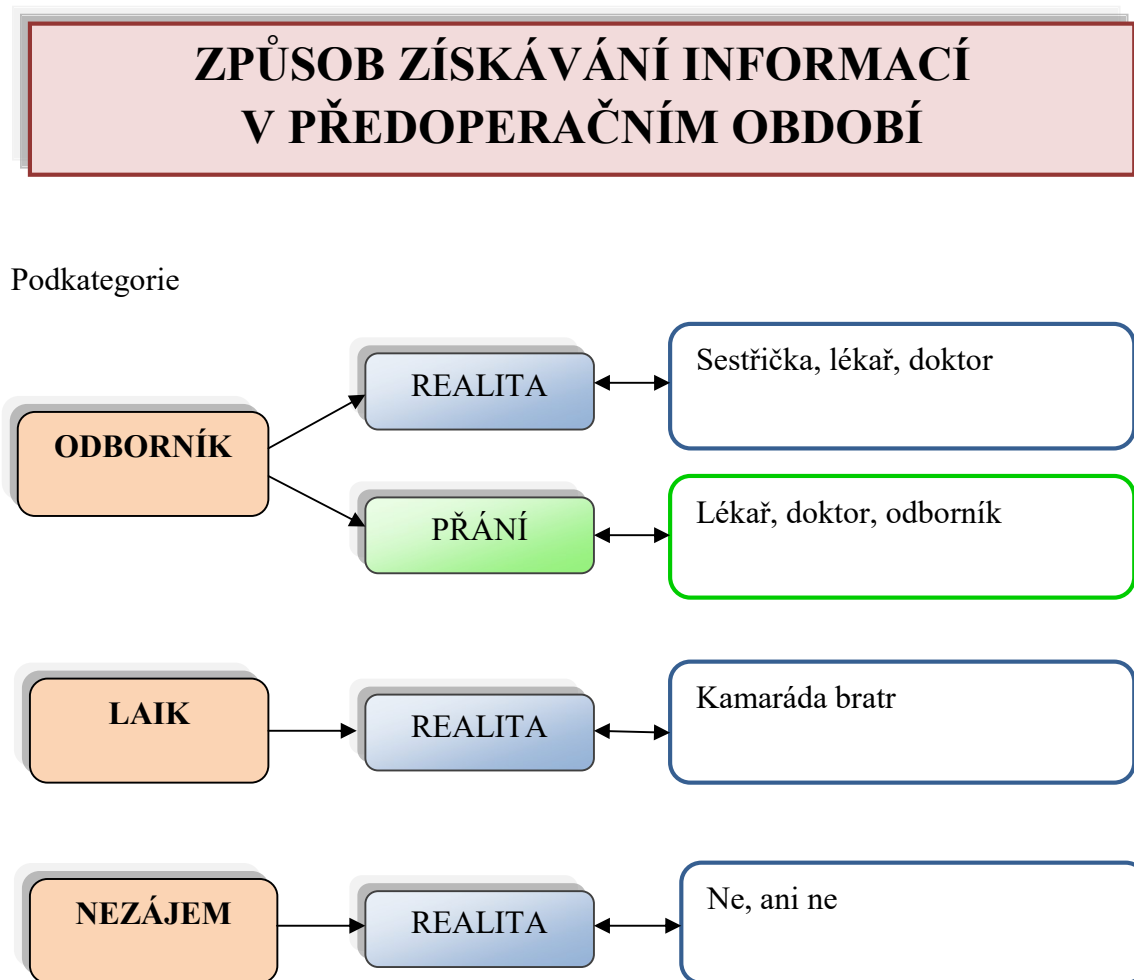 ZPŮSOB ZÍSKÁVÁNÍ INFORMACÍ
V PŘEDOPERAČNÍM OBDOBÍ
Podkategorie
ODBORNÍK
REALITA
Sestřička, lékař, doktor
PŘÁNÍ
Lékař, doktor, odborník
LAIK
REALITA
Kamaráda bratr
NEZÁJEM
REALITA
Ne, ani ne